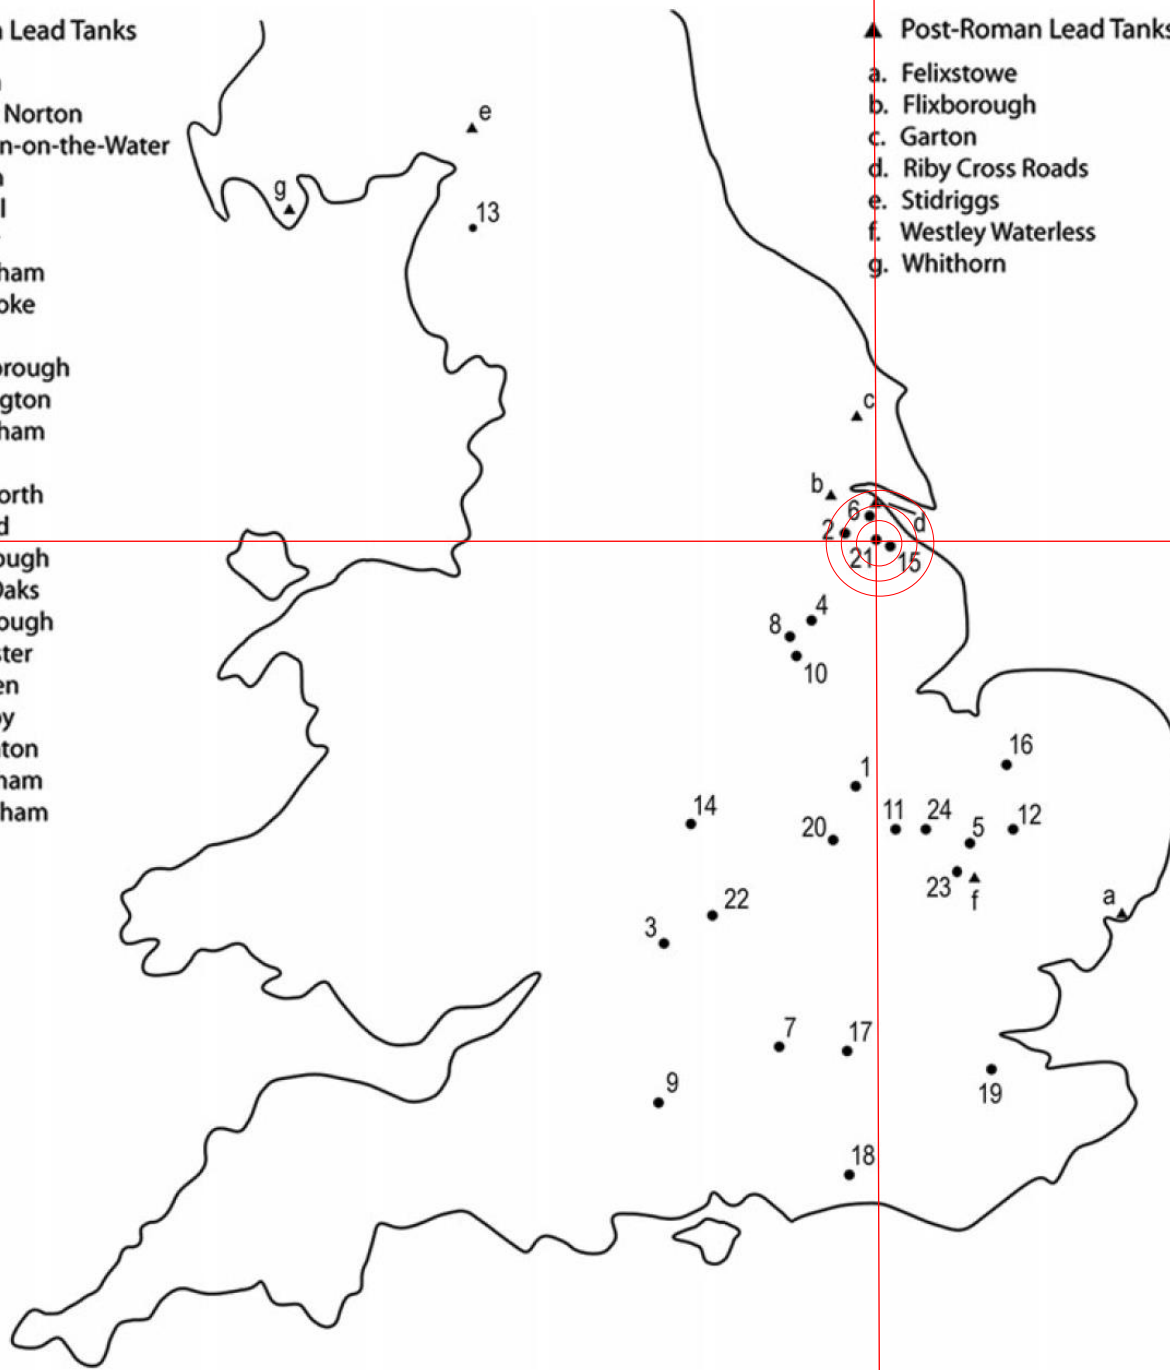 Lead Tanks
Norton
n-on-the-Water
ham
oke
orough
gton
ham
orth
d
ough
Oaks
ough
ster
en
by
ton
ham
ham
▲ Post-Roman Lead Tanks
a. Felixstowe
b. Flixborough
c. Garton
d. Riby Cross Roads
e. Stidriggs
f. Westley Waterless
g. Whithorn
e
g
13
c
b
6
d
2
21
15
4
8
10
16
1
14
11
24
12
20
5
23
f
a
22
3
7
17
9
19
18